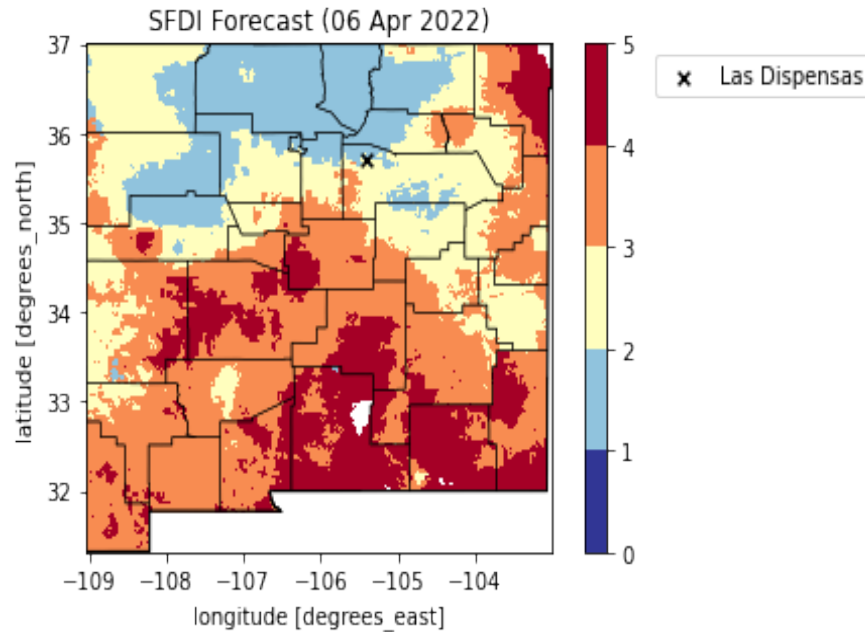 SFDI Forecast (06 Apr 2022)
37
36
35
34
33
32
latitude [degrees_north]
−109 −108 −107 −106 −105 −104
longitude [degrees_east]
5
4
3
2
1
0
Las Dispensas